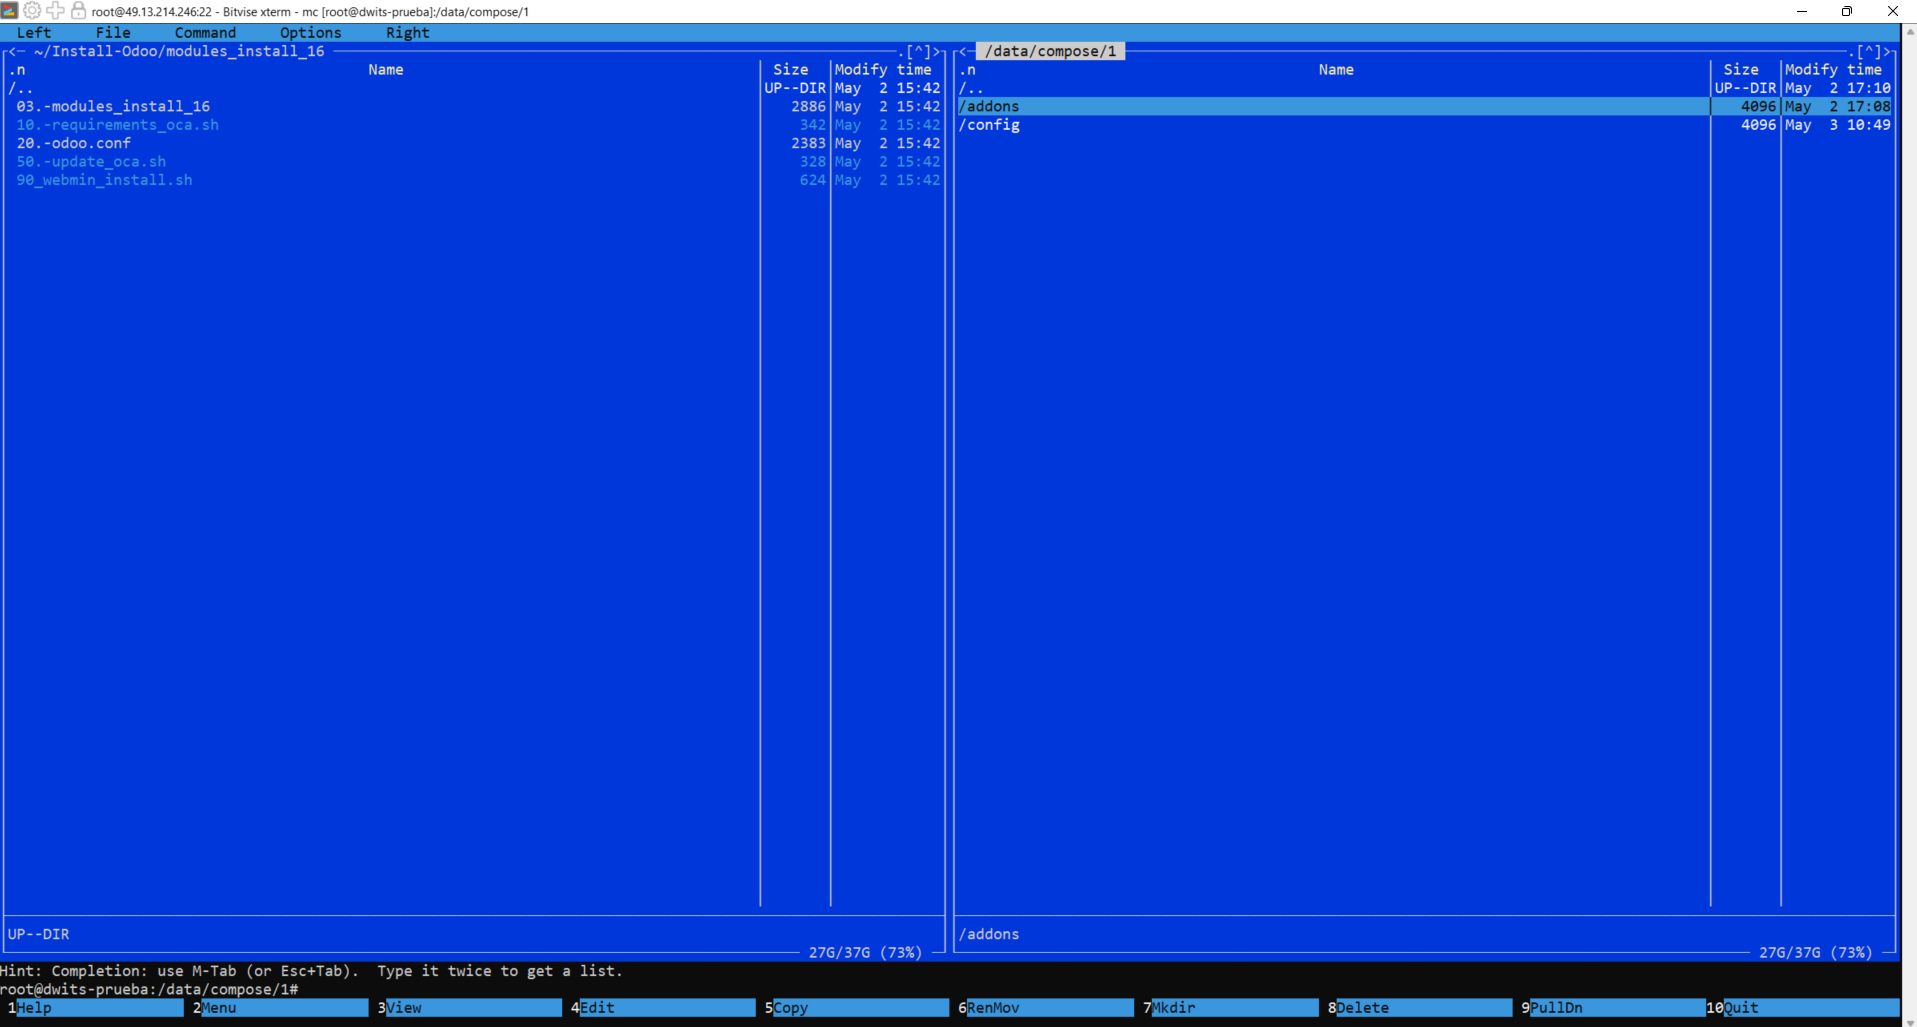 root@49.13.214.246:22 - Bitvise xterm - mc [root@dwits-prueba]:/data/compose/1
Left File Command Options Right
<─ ~/Install-Odoo/modules_install_16 .[^]>
.n Name Size Modify time
/.. UP--DIR May 2 15:42
03.-modules_install_16 2886 May 2 15:42
10.-requirements_oca.sh 342 May 2 15:42
20.-odoo.conf 2383 May 2 15:42
50.-update_oca.sh 328 May 2 15:42
90_webmin_install.sh 624 May 2 15:42
UP--DIR
27G/37G (73%)
<─ /data/compose/1 .[^]>
.n Name Size Modify time
/.. UP--DIR May 2 17:10
/addons 4096 May 2 17:08
/config 4096 May 3 10:49
/addons
27G/37G (73%)
Hint: Completion: use M-Tab (or Esc+Tab). Type it twice to get a list.
root@dwits-prueba:/data/compose/1#
1Help 2Menu 3View 4Edit 5Copy 6RenMov 7Mkdir 8Delete 9PullDn 10Quit